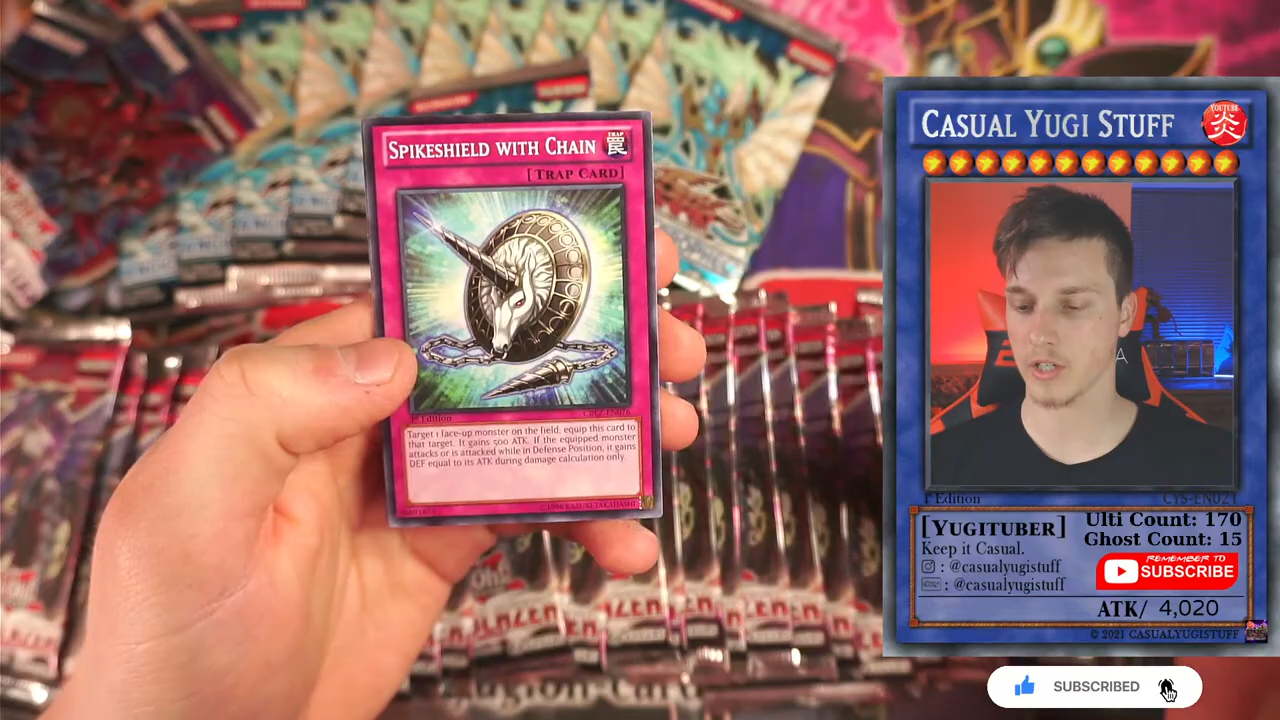 SPIKESHIELD WITH CHAIN
TRAP
罠
[TRAP CARD]
1st Edition
CBLZ-EN076
Target 1 face-up monster on the field; equip this card to
that target. It gains 500 ATK. If the equipped monster
attacks or is attacked while in Defense Position, it gains
DEF equal to its ATK during damage calculation only.
©1996 KAZUKI TAKAHASHI
CASUAL YUGI STUFF
YOUTUBE
炎
1st Edition
CYS-EN021
[YUGITUBER]
Ulti Count: 170
Ghost Count: 15
Keep it Casual.
: @casualyugistuff
: @casualyugistuff
REMEMBER TO
SUBSCRIBE
ATK/ 4,020
© 2021 CASUALYUGISTUFF
SUBSCRIBED